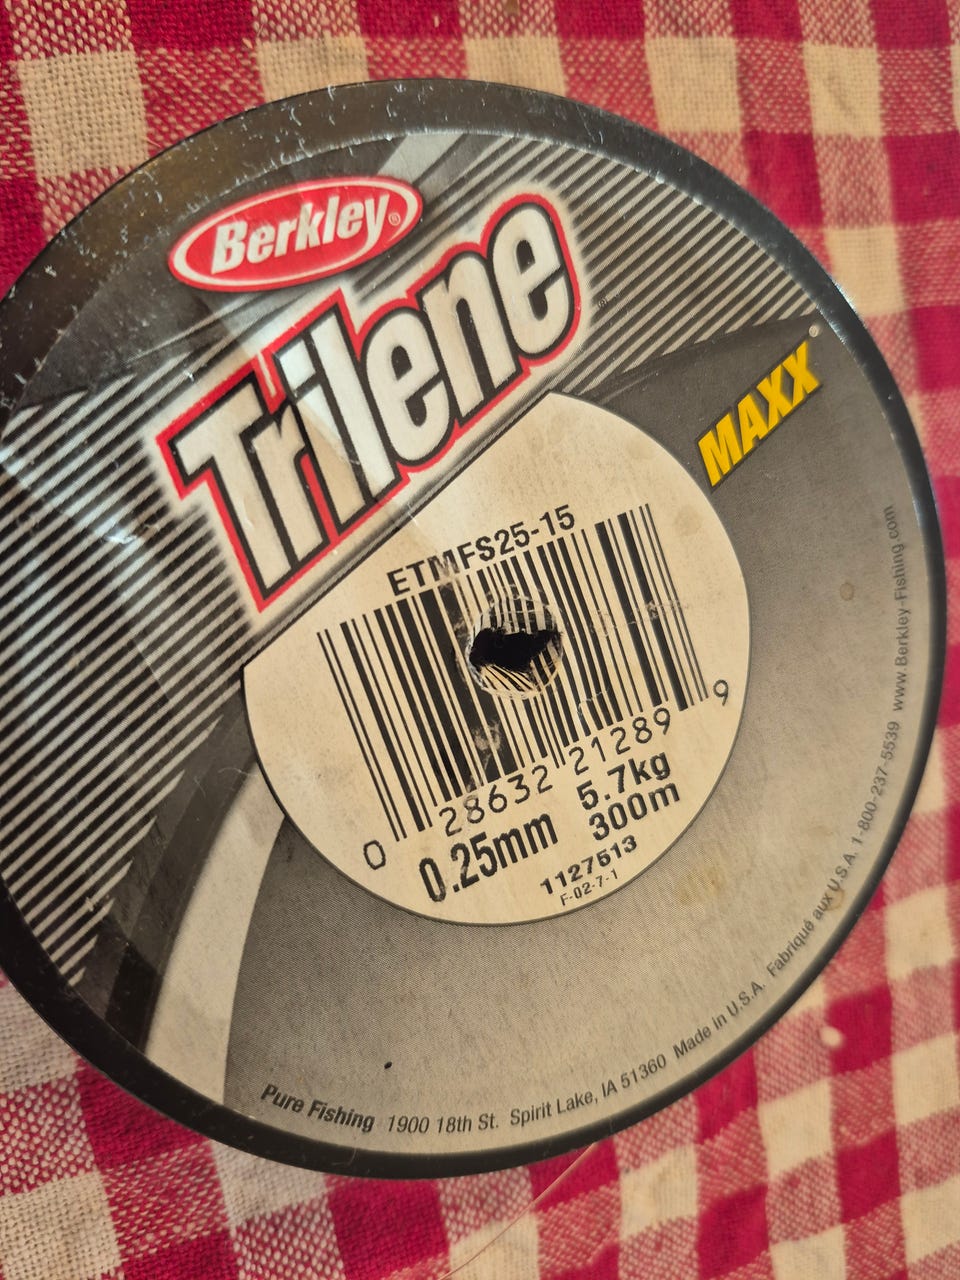 Berkley®
Trilene®
MAXX®
ETMFS25-15
0 28632 21289 9
0.25mm 5.7kg
300m
1127513
F-02-7-1
Pure Fishing 1900 18th St. Spirit Lake, IA 51360 Made in U.S.A. Fabriqué aux U.S.A. 1-800-237-5539 www.Berkley-Fishing.com